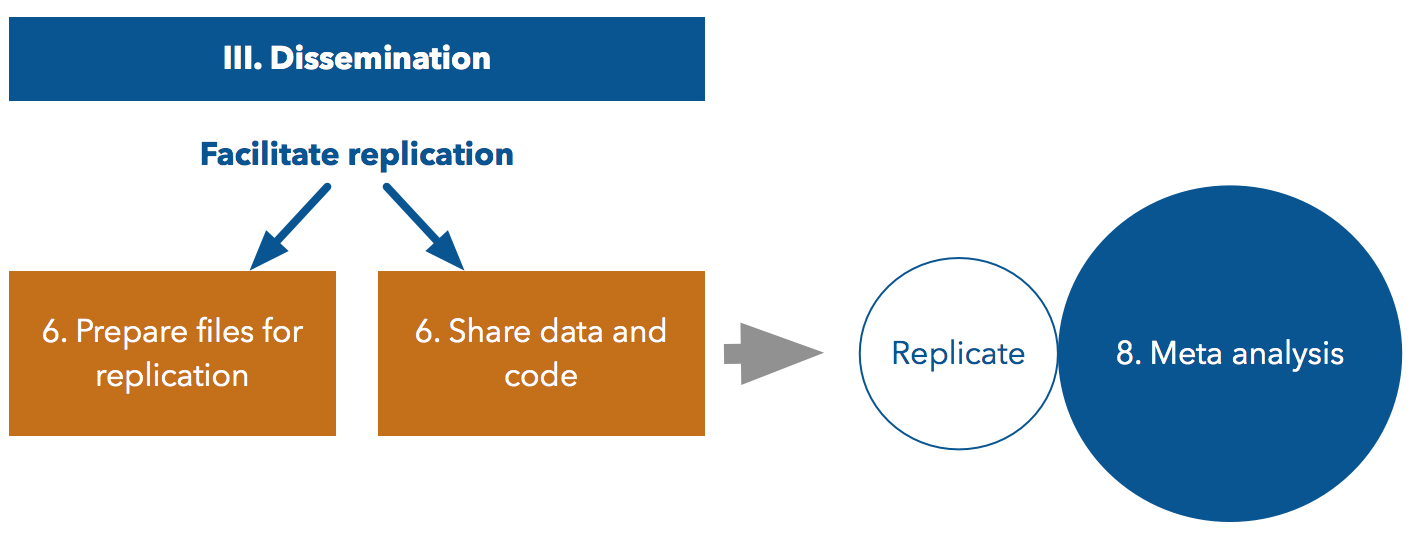 III. Dissemination
Facilitate replication
6. Prepare files for
replication
6. Share data and
code
Replicate
8. Meta analysis